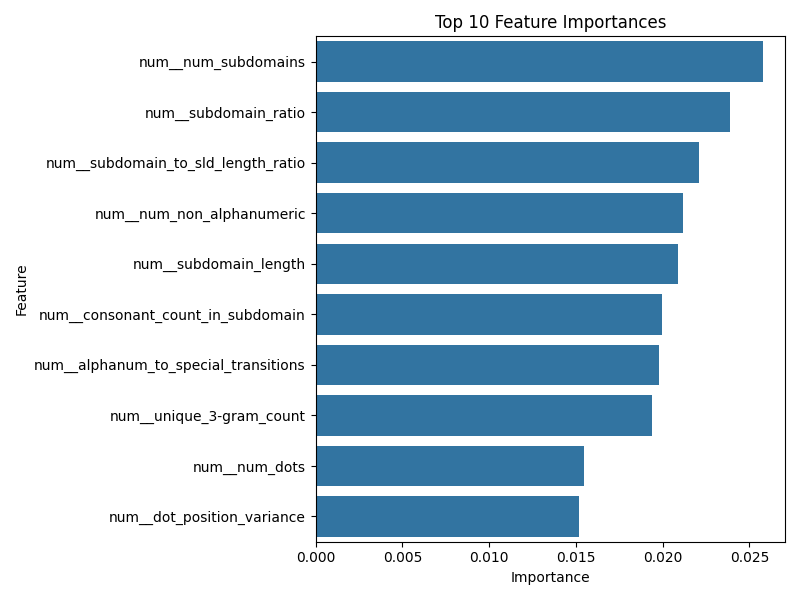 Top 10 Feature Importances
Feature
num__num_subdomains
num__subdomain_ratio
num__subdomain_to_sld_length_ratio
num__num_non_alphanumeric
num__subdomain_length
num__consonant_count_in_subdomain
num__alphanum_to_special_transitions
num__unique_3-gram_count
num__num_dots
num__dot_position_variance
0.000 0.005 0.010 0.015 0.020 0.025
Importance